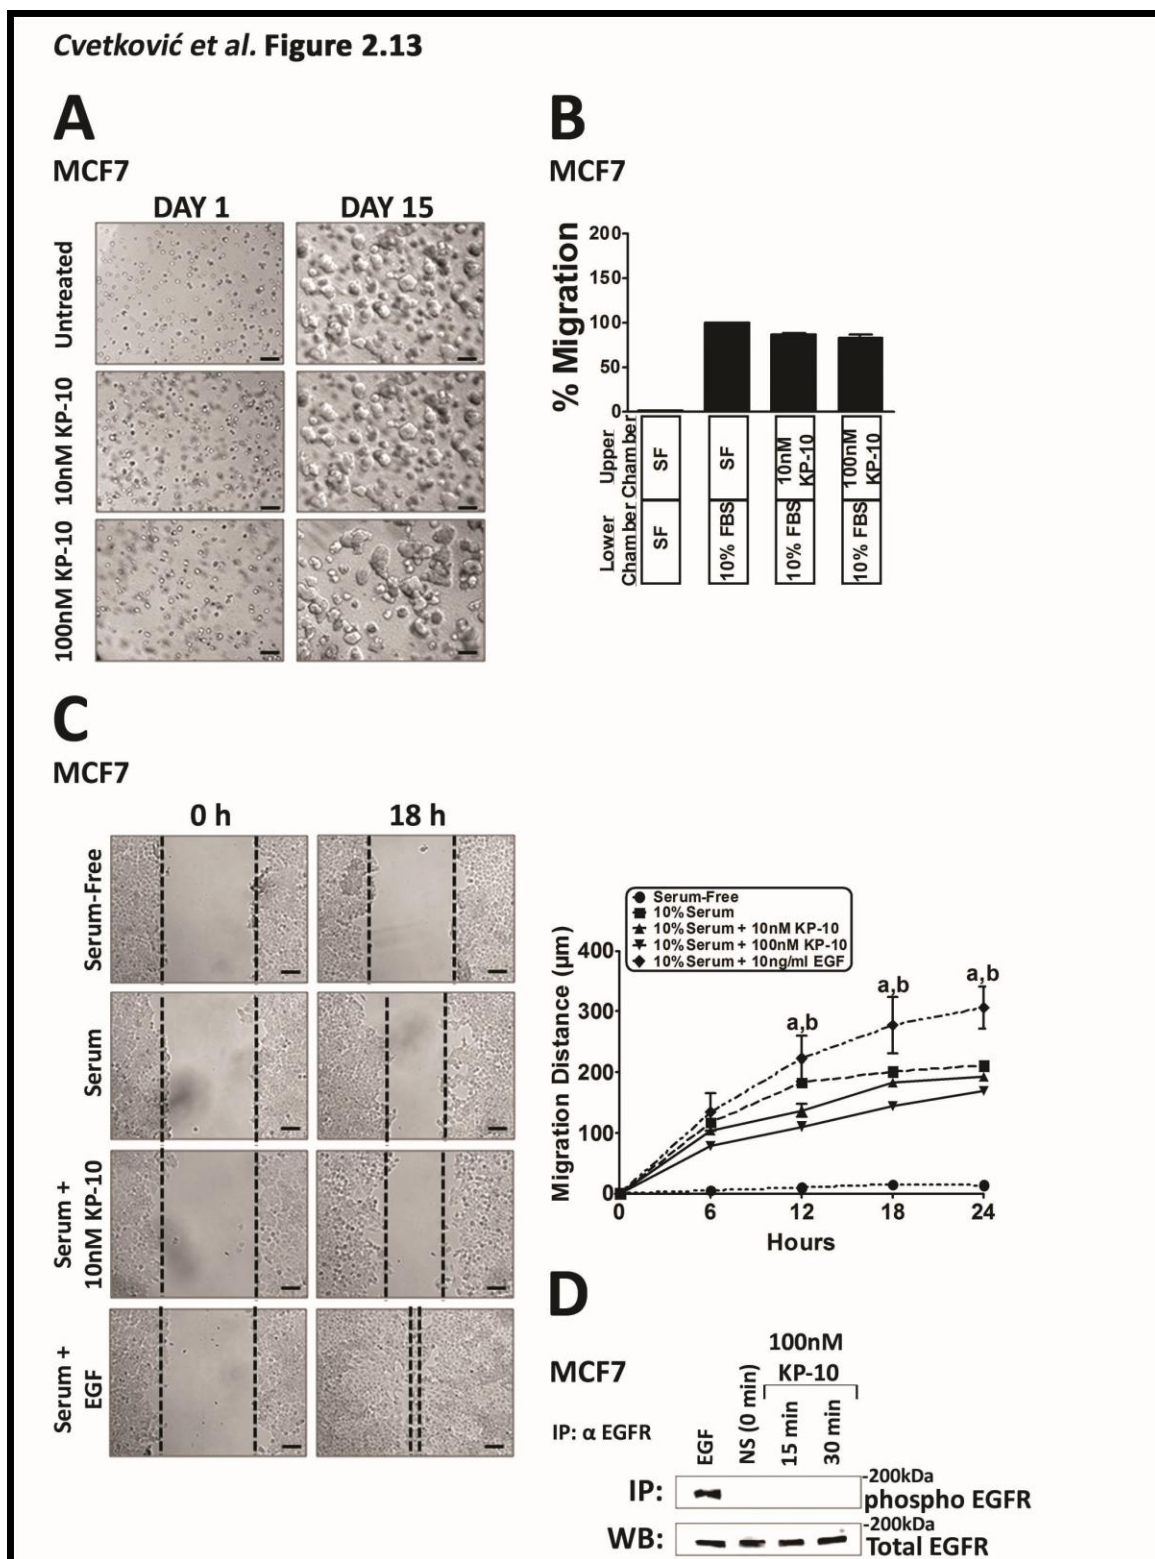 Cvetković et al. Figure 2.13
A
MCF7
DAY 1 DAY 15
Untreated
10nM KP-10
100nM KP-10
B
MCF7
% Migration
200
150
100
50
0
Upper Chamber
SF
SF
10nM KP-10
100nM KP-10
Lower Chamber
SF
10% FBS
10% FBS
10% FBS
C
MCF7
0 h 18 h
Serum-Free
Serum
Serum +
10nM KP-10
Serum +
EGF
Serum-Free
10%Serum
10%Serum + 10nM KP-10
10%Serum + 100nM KP-10
10%Serum + 10ng/ml EGF
Migration Distance (µm)
400
300
200
100
0
a,b
a,b
a,b
0 6 12 18 24
Hours
D
MCF7
100nM
KP-10
IP: α EGFR
EGF
NS (0 min)
15 min
30 min
IP:
-200kDa
phospho EGFR
WB:
-200kDa
Total EGFR